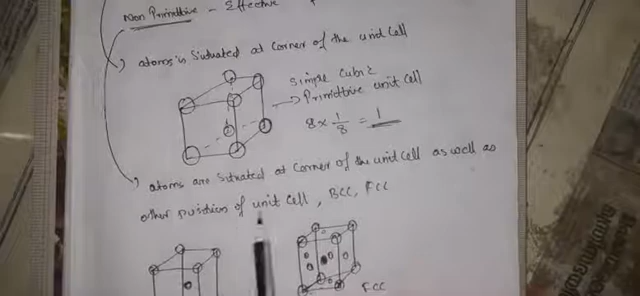 Non Primitive - Effective
atoms is situated at corner of the unit cell
Simple Cubic
→ Primitive unit cell
8 × 1/8 = 1
atoms are situated at corner of the unit cell as well as
other position of unit cell, BCC, FCC
FCC